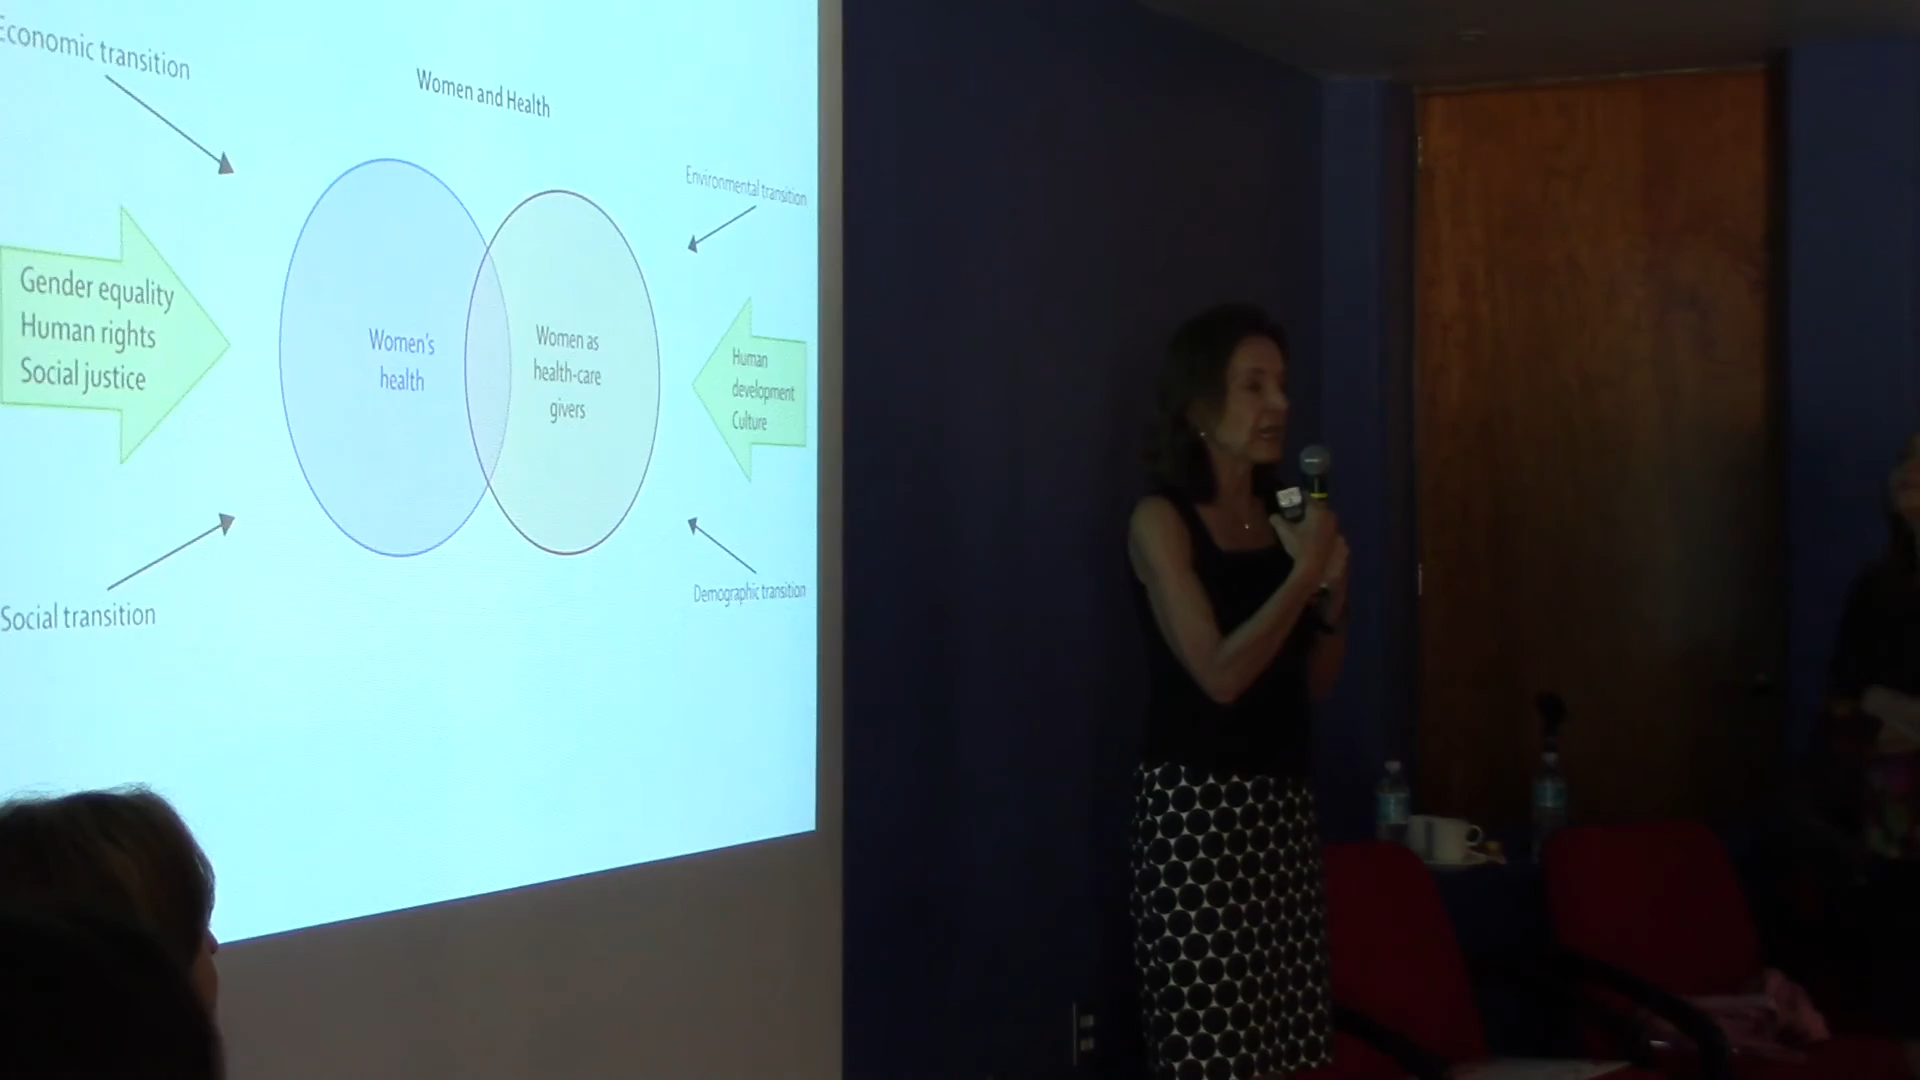 Economic transition
Women and Health
Environmental transition
Gender equality
Human rights
Social justice
Women's
health
Women as
health-care
givers
Human
development
Culture
Social transition
Demographic transition